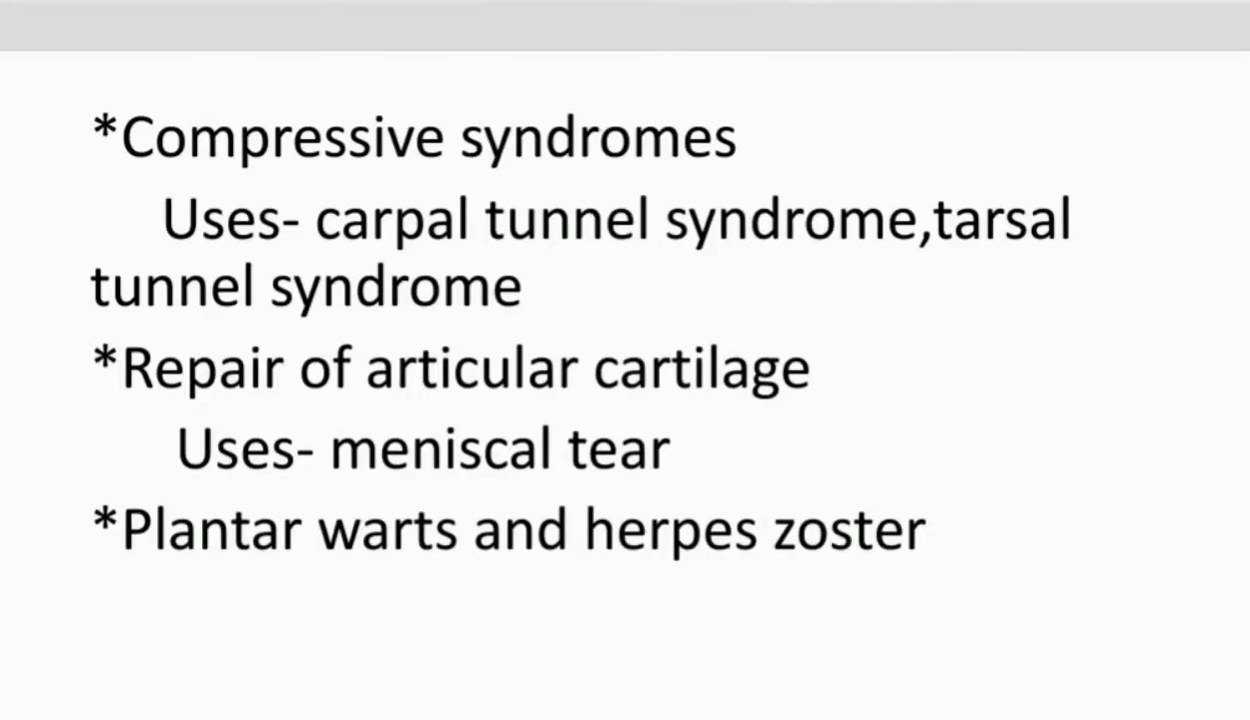 *Compressive syndromes
Uses- carpal tunnel syndrome,tarsal
tunnel syndrome
*Repair of articular cartilage
Uses- meniscal tear
*Plantar warts and herpes zoster